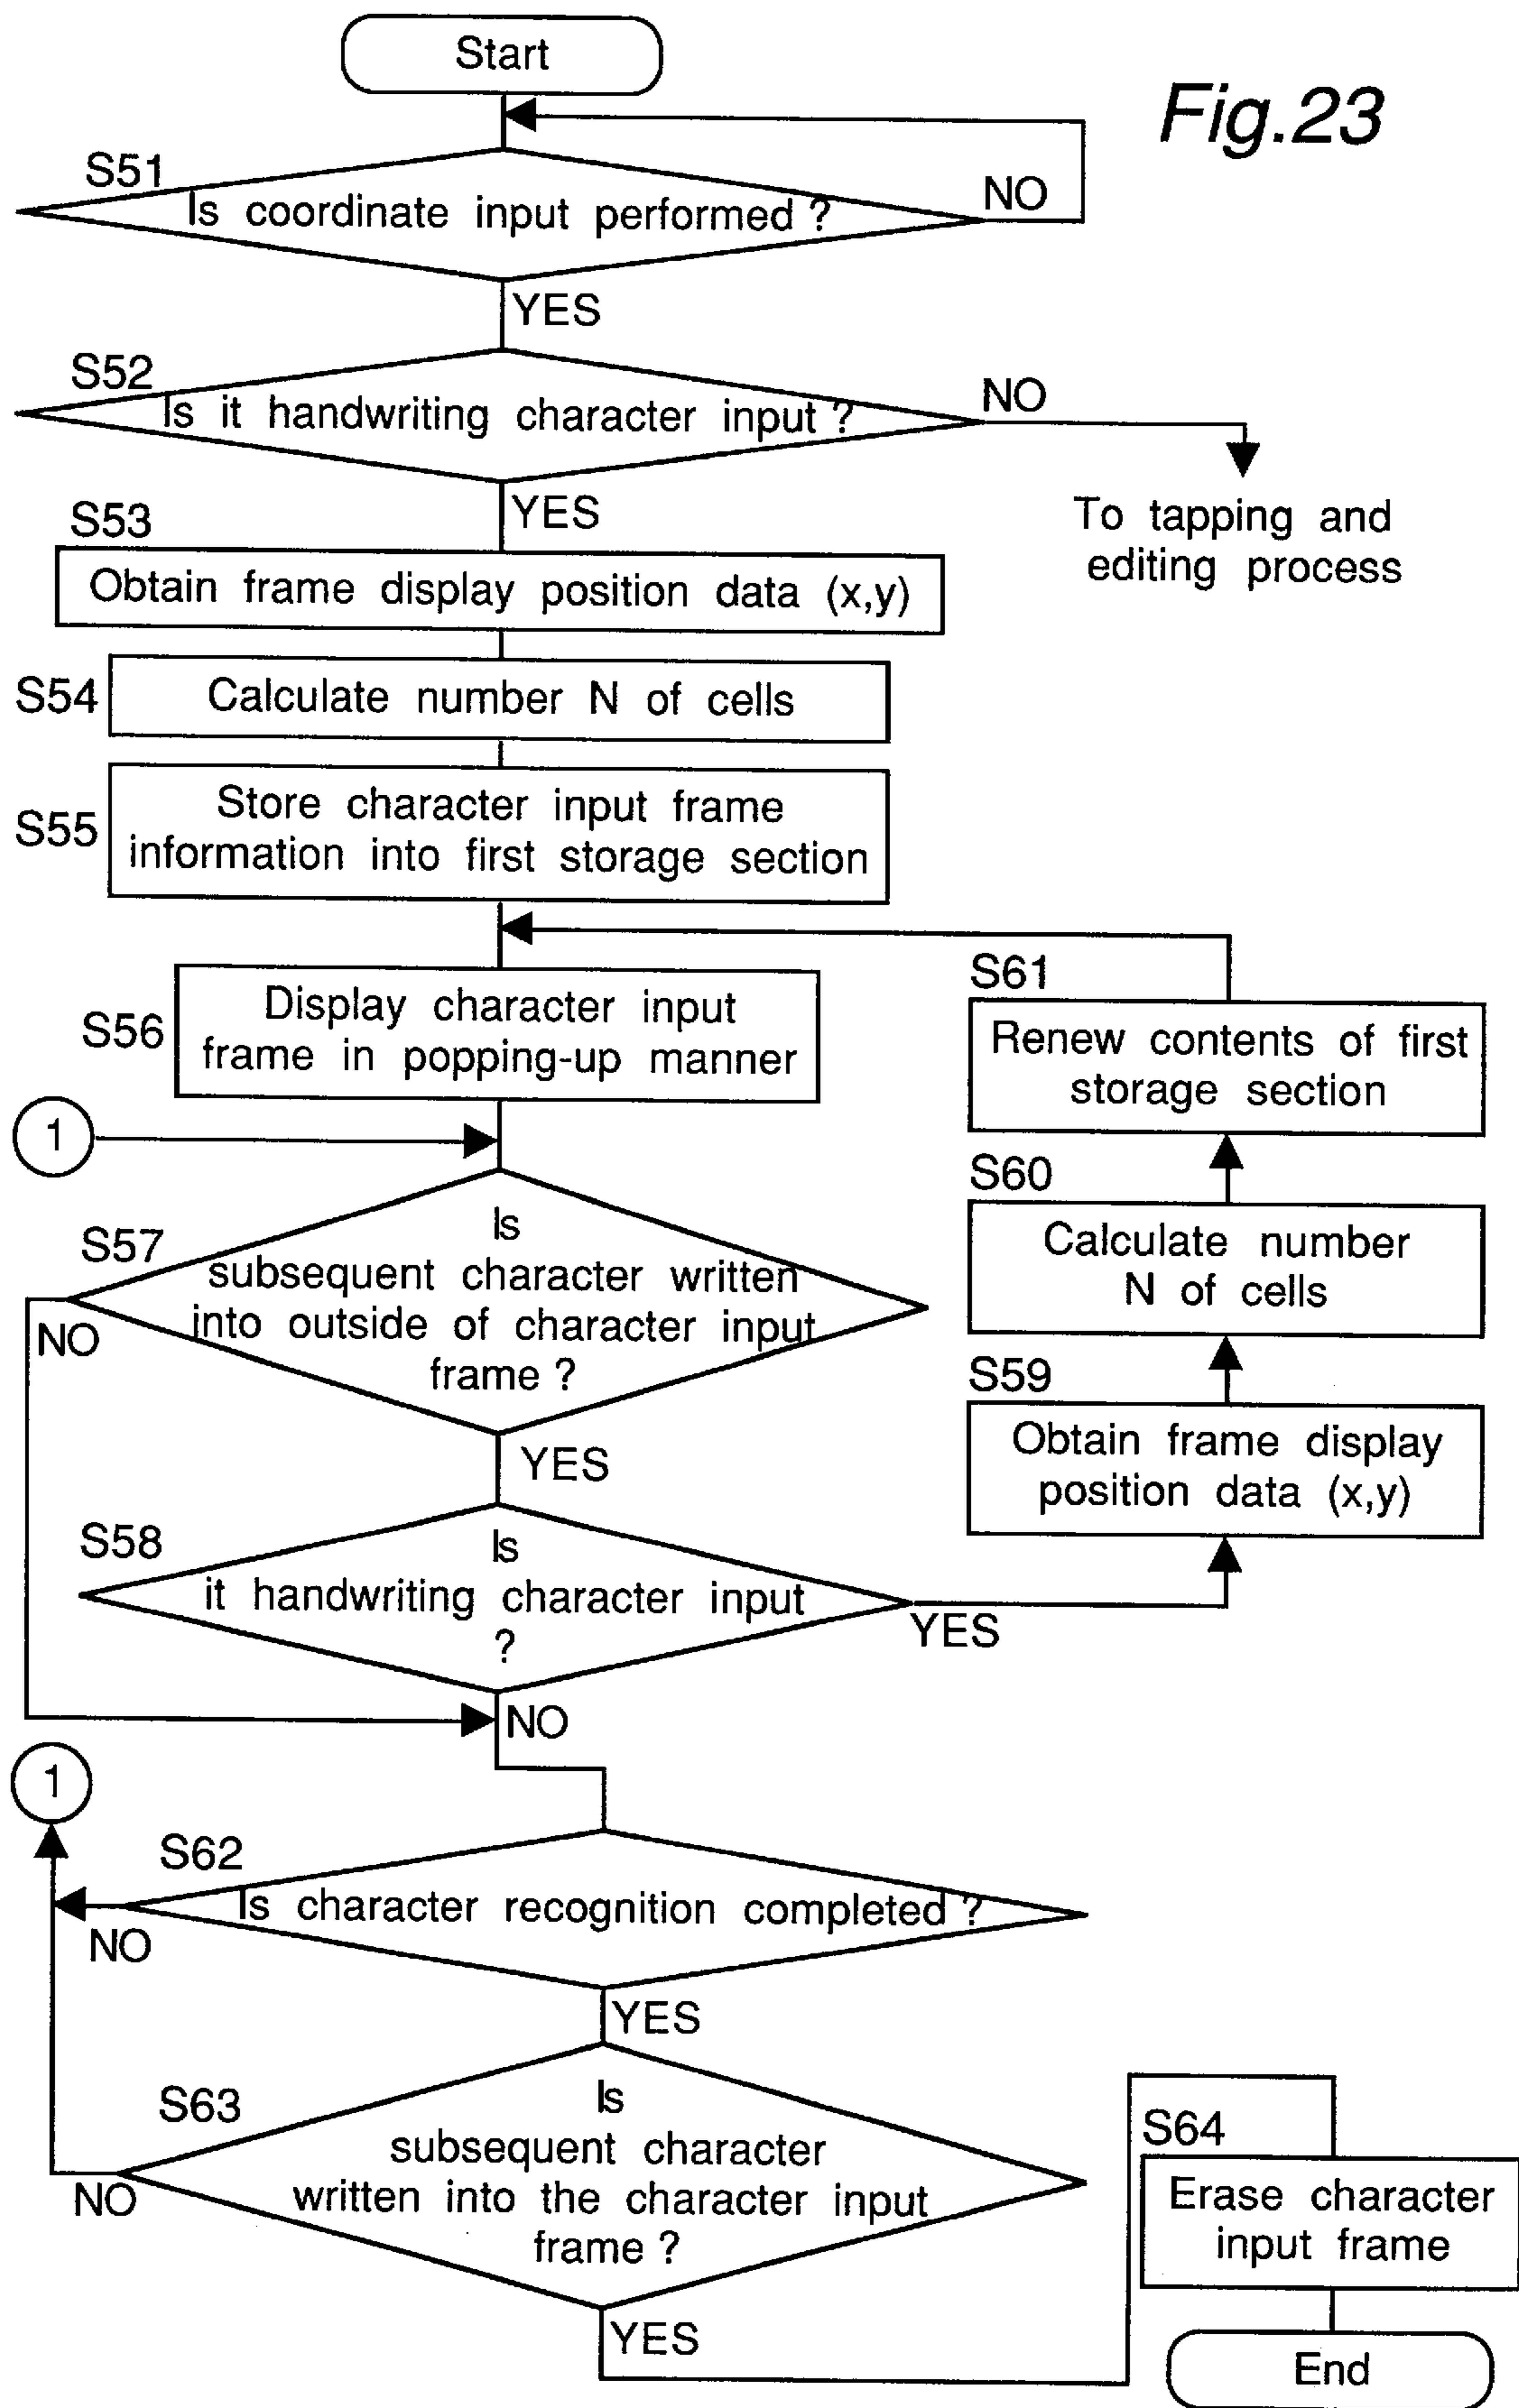 Start
Fig.23
S51
Is coordinate input performed ?
NO
YES
S52
Is it handwriting character input ?
NO
YES
To tapping and
editing process
S53
Obtain frame display position data (x,y)
S54
Calculate number N of cells
S55
Store character input frame
information into first storage section
S56
Display character input
frame in popping-up manner
S61
Renew contents of first
storage section
1
S60
Calculate number
N of cells
S57
Is
subsequent character written
into outside of character input
frame ?
NO
YES
S59
Obtain frame display
position data (x,y)
S58
Is
it handwriting character input
?
YES
NO
1
S62
Is character recognition completed ?
NO
YES
S63
Is
subsequent character
written into the character input
frame ?
NO
YES
S64
Erase character
input frame
End